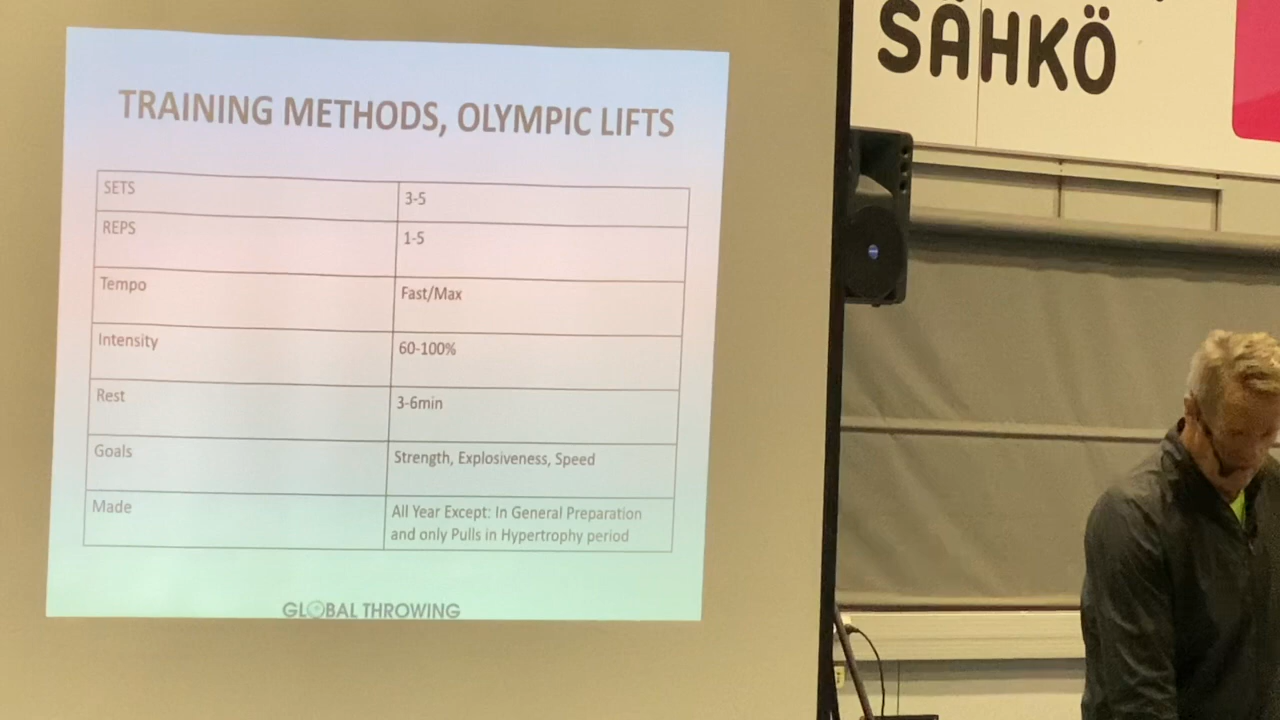 TRAINING METHODS, OLYMPIC LIFTS
SETS 3-5
REPS 1-5
Tempo Fast/Max
Intensity 60-100%
Rest 3-6min
Goals Strength, Explosiveness, Speed
Made All Year Except: In General Preparation
and only Pulls in Hypertrophy period
GLOBAL THROWING
SÄHKÖ